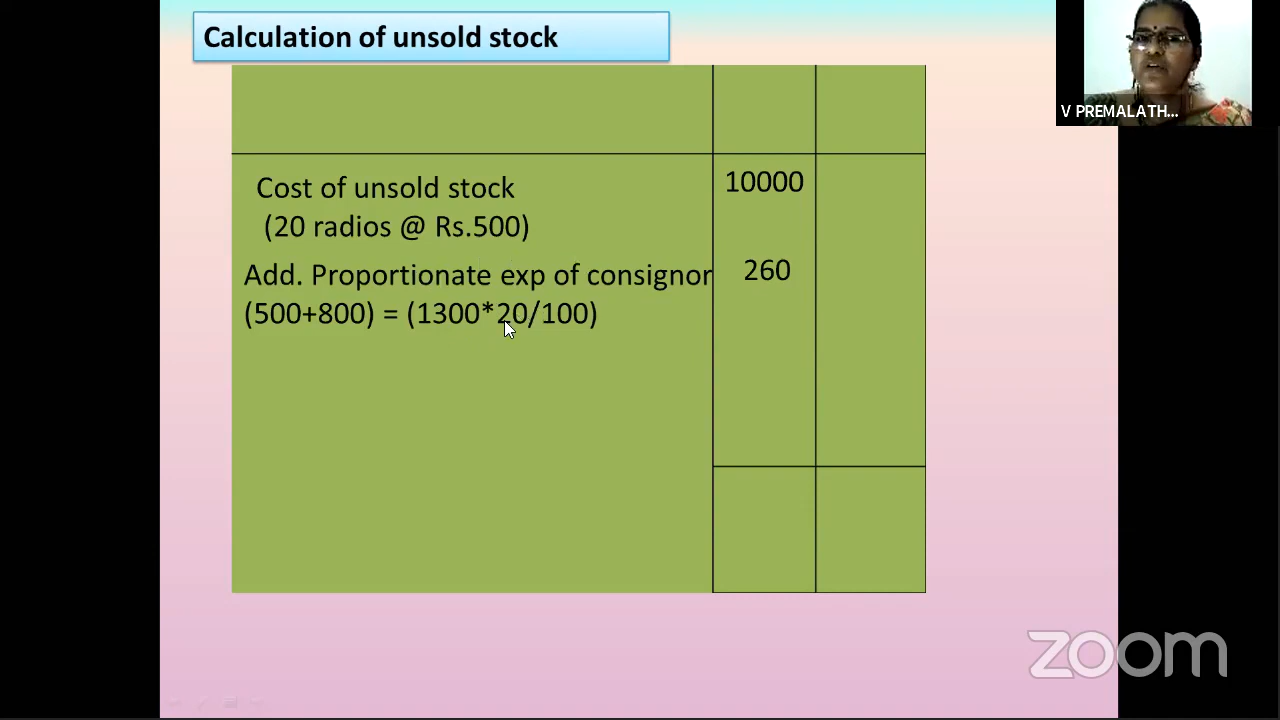 Calculation of unsold stock
V PREMALATH...
Cost of unsold stock 10000
(20 radios @ Rs.500)
Add. Proportionate exp of consignor 260
(500+800) = (1300*20/100)
zoom